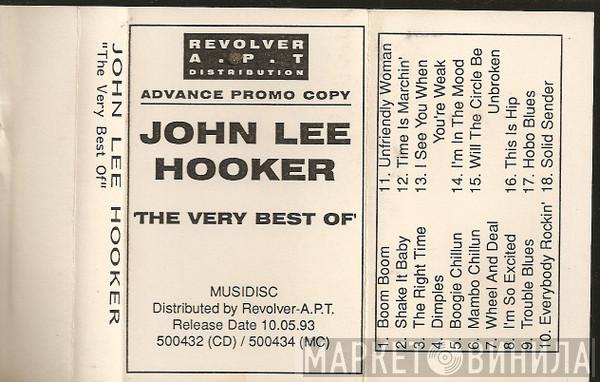 JOHN LEE HOOKER
"The Very Best Of"
REVOLVER
A.P.T
DISTRIBUTION
ADVANCE PROMO COPY
JOHN LEE
HOOKER
'THE VERY BEST OF'
MUSIDISC
Distributed by Revolver-A.P.T.
Release Date 10.05.93
500432 (CD) / 500434 (MC)
1. Boom Boom
2. Shake It Baby
3. The Right Time
4. Dimples
5. Boogie Chillun
6. Mambo Chillun
7. Wheel And Deal
8. I'm So Excited
9. Trouble Blues
10. Everybody Rockin'
11. Unfriendly Woman
12. Time Is Marchin'
13. I See You When
You're Weak
14. I'm In The Mood
15. Will The Circle Be
Unbroken
16. This Is Hip
17. Hobo Blues
18. Solid Sender
МАРКЕТ ВИНИЛА